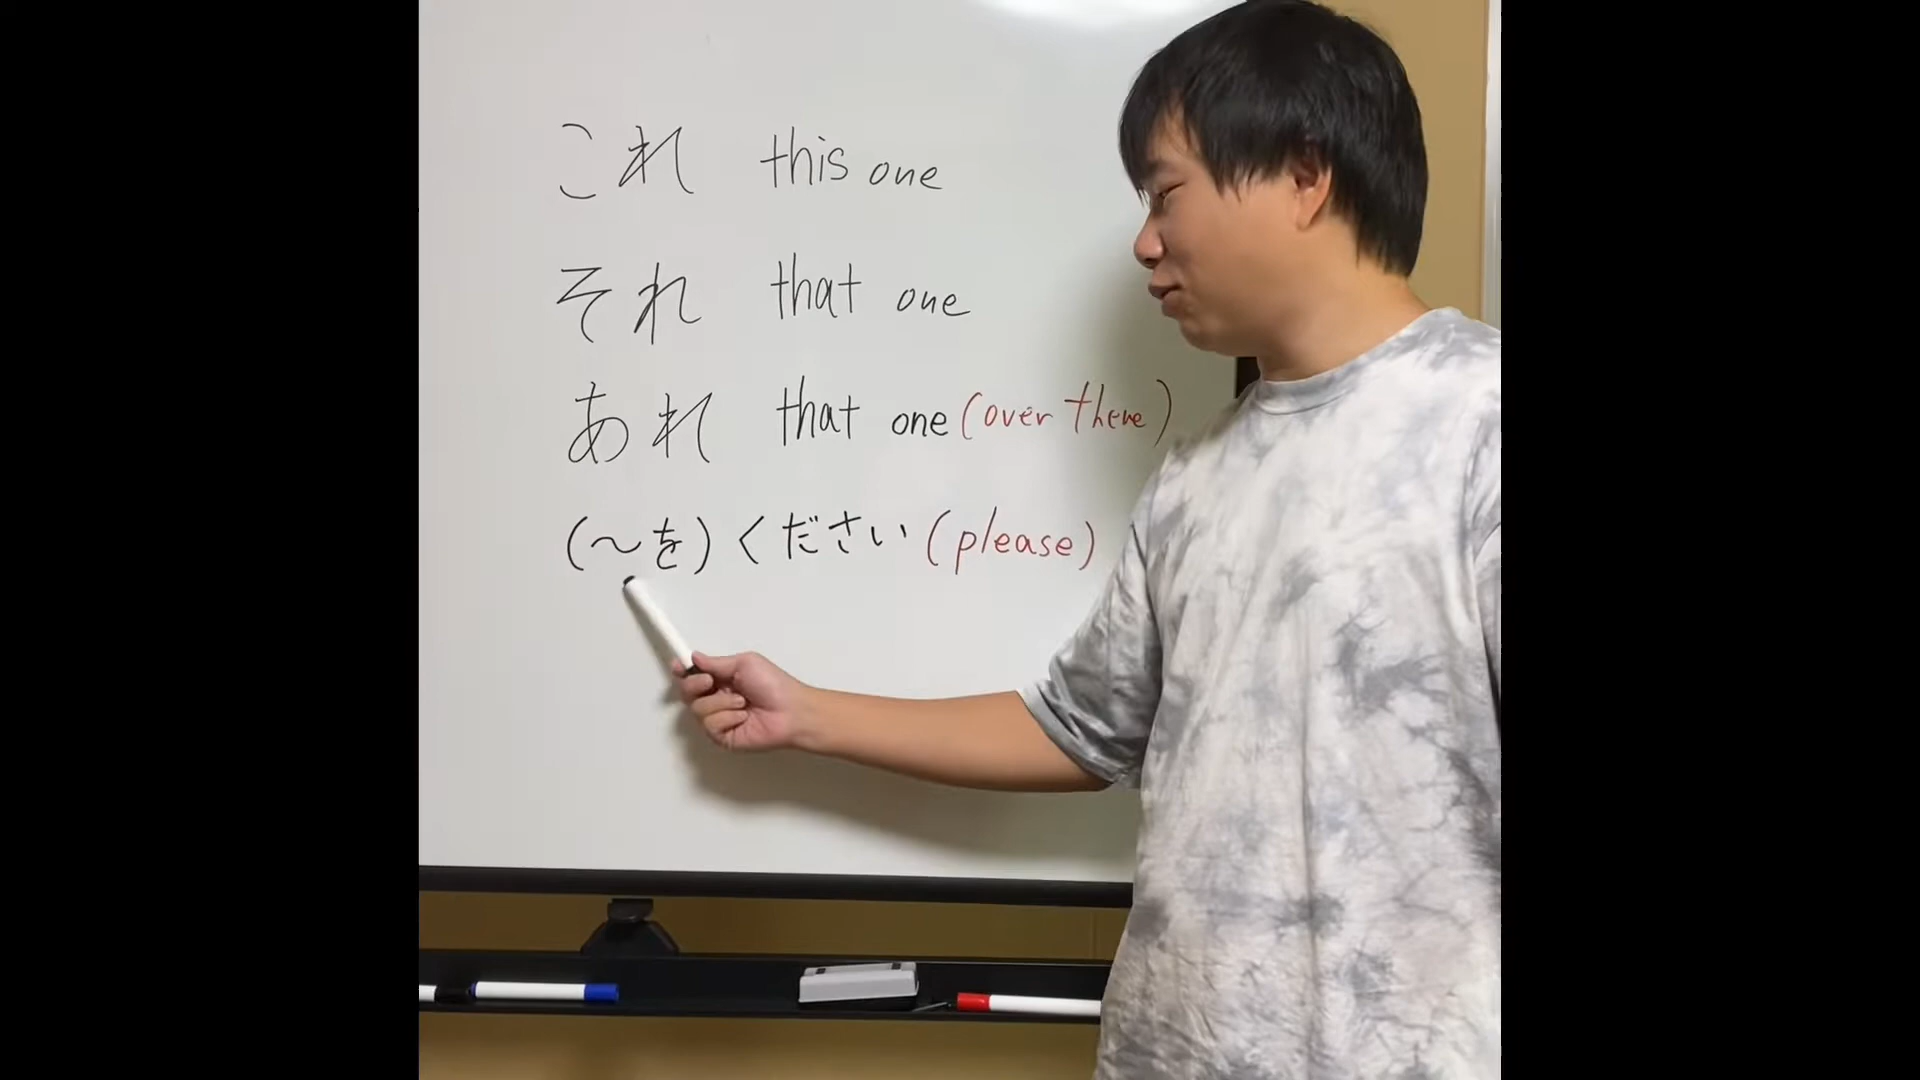 これ this one
それ that one
あれ that one (over there)
(～を)ください (please)